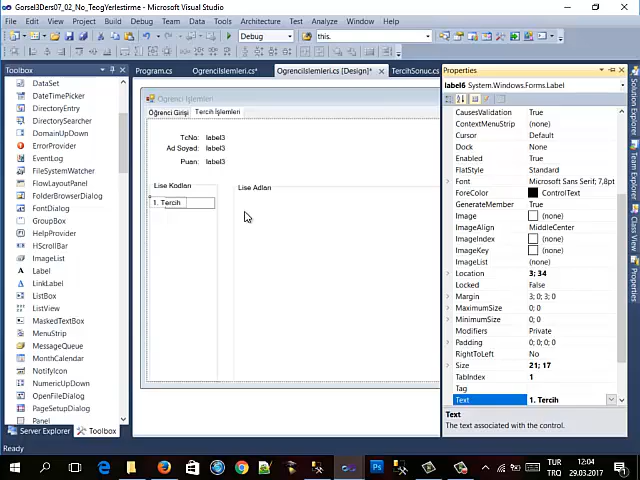 Gorsel3Ders07_02_No_TeogYerlestirme - Microsoft Visual Studio
File Edit View Project Build Debug Team Data Tools Architecture Test Analyze Window Help
Debug this.
Toolbox
Program.cs OgrenciIslemleri.cs* OgrenciIslemleri.cs [Design]* TercihSonuc.cs
Properties
label6 System.Windows.Forms.Label
DataSet
DateTimePicker
DirectoryEntry
DirectorySearcher
DomainUpDown
ErrorProvider
EventLog
FileSystemWatcher
FlowLayoutPanel
FolderBrowserDialog
FontDialog
GroupBox
HelpProvider
HScrollBar
ImageList
Label
LinkLabel
ListBox
ListView
MaskedTextBox
MenuStrip
MessageQueue
MonthCalendar
NotifyIcon
NumericUpDown
OpenFileDialog
PageSetupDialog
Panel
Server Explorer Toolbox
Öğrenci İşlemleri
Öğrenci Girişi Tercih İşlemleri
TcNo: label3
Ad Soyad: label3
Puan: label3
Lise Kodları Lise Adları
1. Tercih
CausesValidation True
ContextMenuStrip (none)
Cursor Default
Dock None
Enabled True
FlatStyle Standard
Font Microsoft Sans Serif; 7,8pt
ForeColor ControlText
GenerateMember True
Image (none)
ImageAlign MiddleCenter
ImageIndex (none)
ImageKey (none)
ImageList (none)
Location 3; 34
Locked False
Margin 3; 0; 3; 0
MaximumSize 0; 0
MinimumSize 0; 0
Modifiers Private
Padding 0; 0; 0; 0
RightToLeft No
Size 21; 17
TabIndex 1
Tag
Text 1. Tercih
Text
The text associated with the control.
Solution Explorer
Team Explorer
Class View
Properties
Ready
TUR 12:04
TRQ 29.03.2017